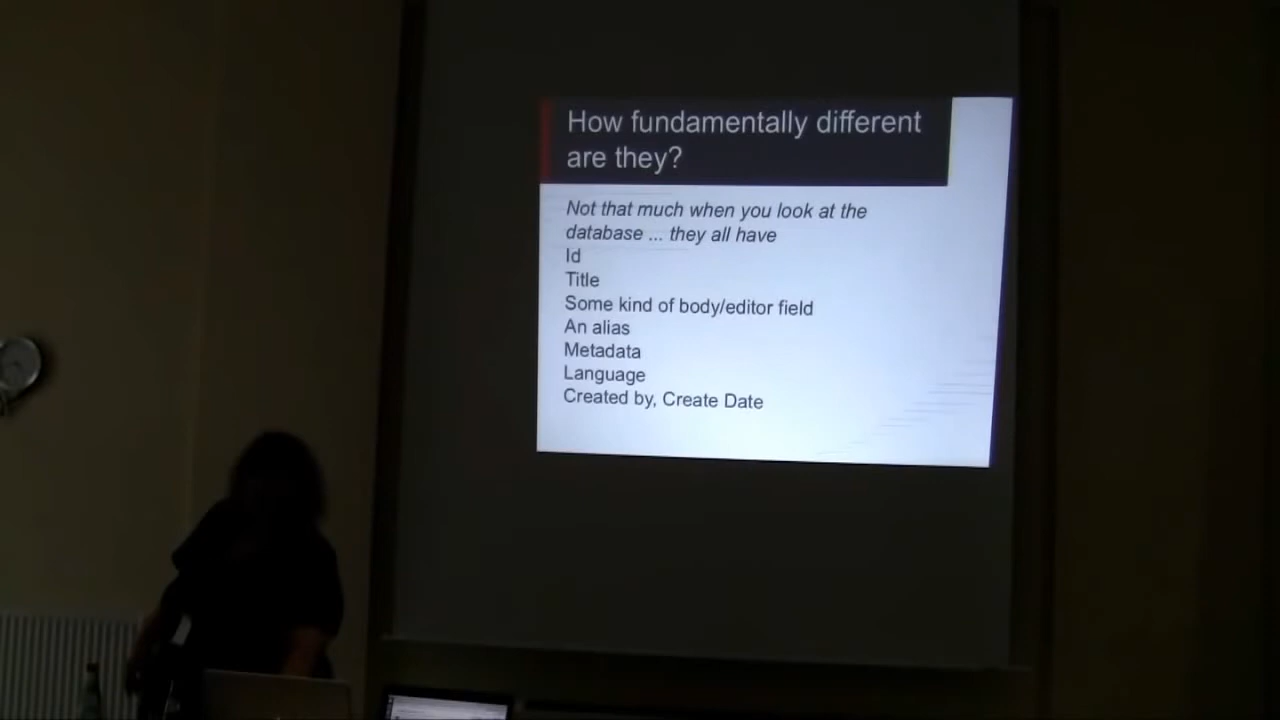 How fundamentally different
are they?
Not that much when you look at the
database ... they all have
Id
Title
Some kind of body/editor field
An alias
Metadata
Language
Created by, Create Date